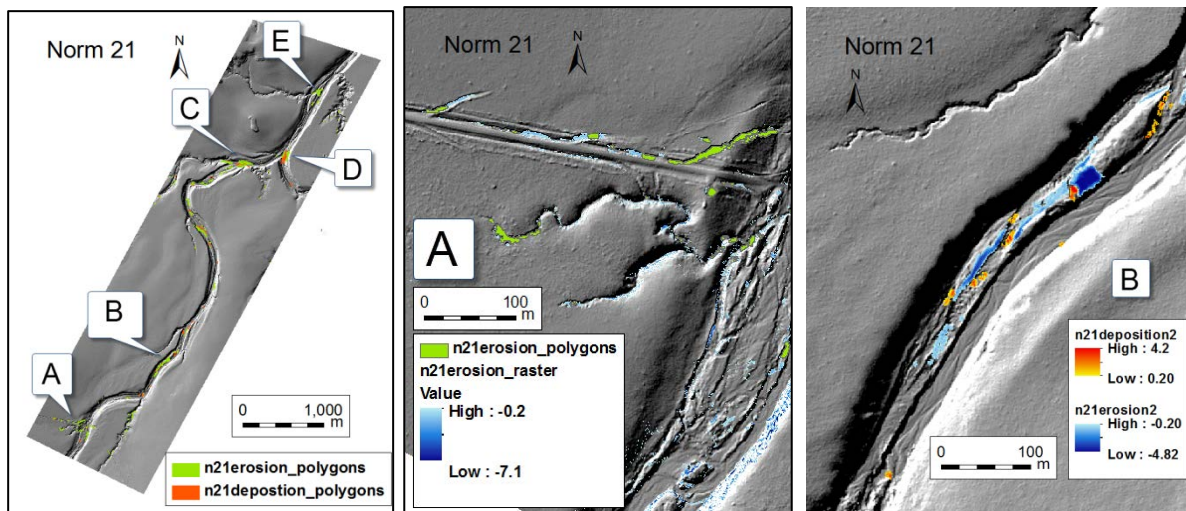 Norm 21
N
E
C
D
B
A
0 1,000
m
n21erosion_polygons
n21depostion_polygons
Norm 21
N
A
0 100
m
n21erosion_polygons
n21erosion_raster
Value
High : -0.2
Low : -7.1
Norm 21
N
B
n21deposition2
High : 4.2
Low : 0.20
n21erosion2
High : -0.20
Low : -4.82
0 100
m